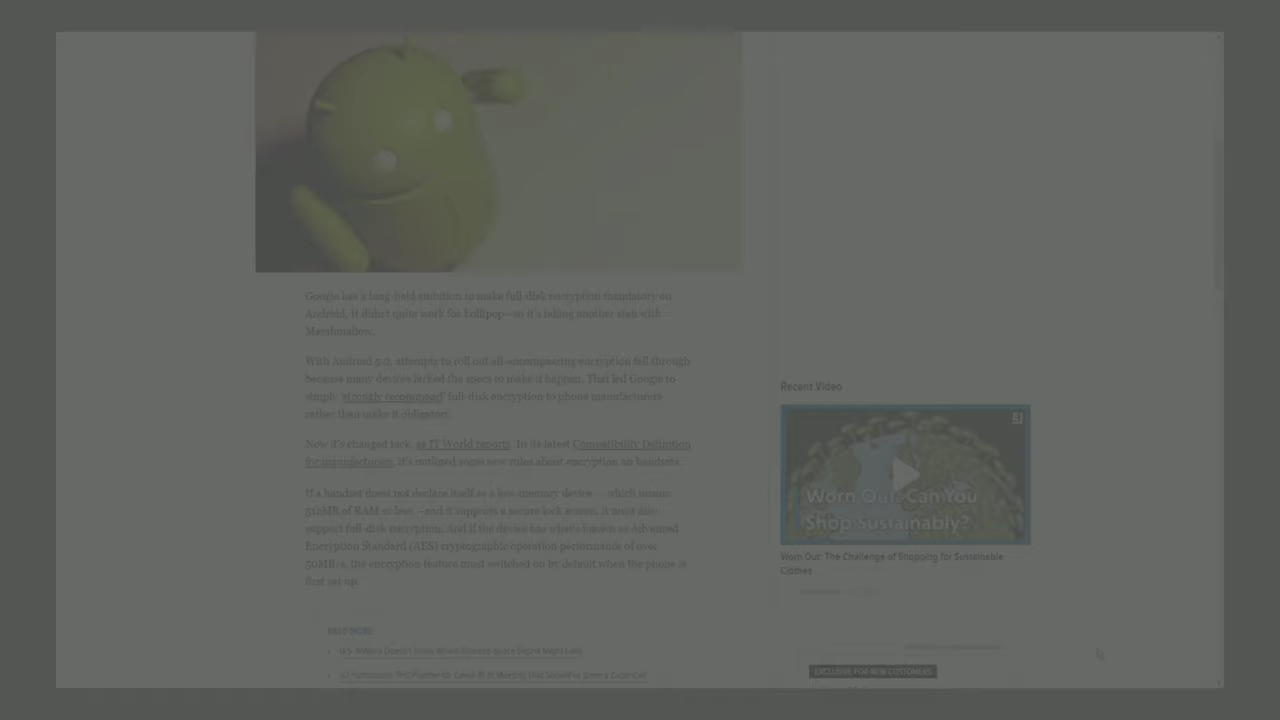 Google has a long-held ambition to make full-disk encryption mandatory on
Android, it didn't quite work for Lollipop—so it's taking another stab with
Marshmallow.
With Android 5.0, attempts to roll out all-encompassing encryption fell through
because many devices lacked the specs to make it happen. That led Google to
simply 'strongly recommend' full-disk encryption to phone manufacturers
rather than make it obligatory.
Now it's changed tack, as IT World reports. In its latest Compatibility Definition
for manufacturers, it's outlined some new rules about encryption on handsets.
If a handset does not declare itself as a low-memory device — which means
512MB of RAM or less —and it supports a secure lock screen, it must also
support full-disk encryption. And if the device has what's known as Advanced
Encryption Standard (AES) cryptographic operation performance of over
50MB/s, the encryption feature must switched on by default when the phone is
first set up.
READ MORE
Recent Video
Worn Out: Can You
Shop Sustainably?
Worn Out: The Challenge of Shopping for Sustainable
Clothes
EXCLUSIVE FOR NEW CUSTOMERS